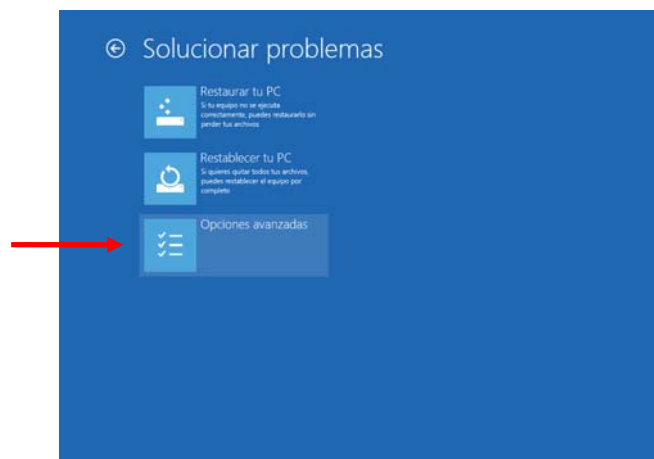 Solucionar problemas
Restaurar tu PC
Si tu equipo no se ejecuta
correctamente, puedes restaurarlo sin
perder tus archivos
Restablecer tu PC
Si quieres quitar todos tus archivos,
puedes restablecer el equipo por
completo
Opciones avanzadas